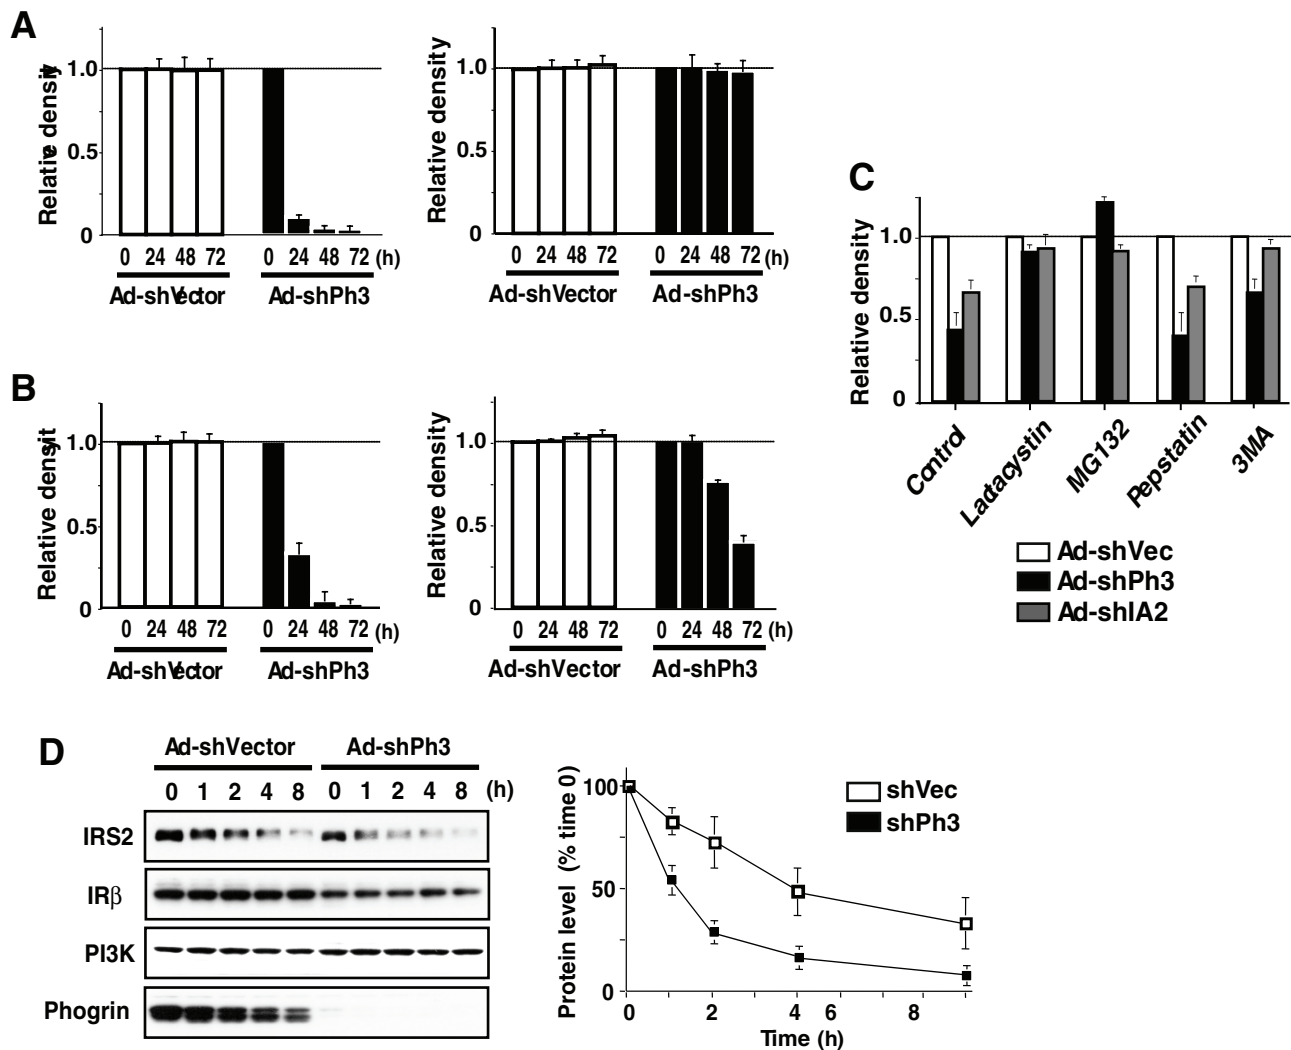 A
Relative density
1.0
0.5
0
0 24 48 72 (h)
Ad-shVector
0 24 48 72
Ad-shPh3
Relative density
1.0
0.5
0
0 24 48 72
Ad-shVector
0 24 48 72 (h)
Ad-shPh3
B
Relative densit
1.0
0.5
0
0 24 48 72
Ad-shVector
0 24 48 72 (h)
Ad-shPh3
Relative density
1.0
0.5
0
0 24 48 72
Ad-shVector
0 24 48 72 (h)
Ad-shPh3
C
Relative density
1.0
0.5
0
Control
Lactacystin
MG132
Pepstatin
3MA
Ad-shVec
Ad-shPh3
Ad-shIA2
D
Ad-shVector Ad-shPh3
0 1 2 4 8 0 1 2 4 8 (h)
IRS2
IRβ
PI3K
Phogrin
Protein level (% time 0)
100
50
0
0 2 4 6 8
Time (h)
shVec
shPh3